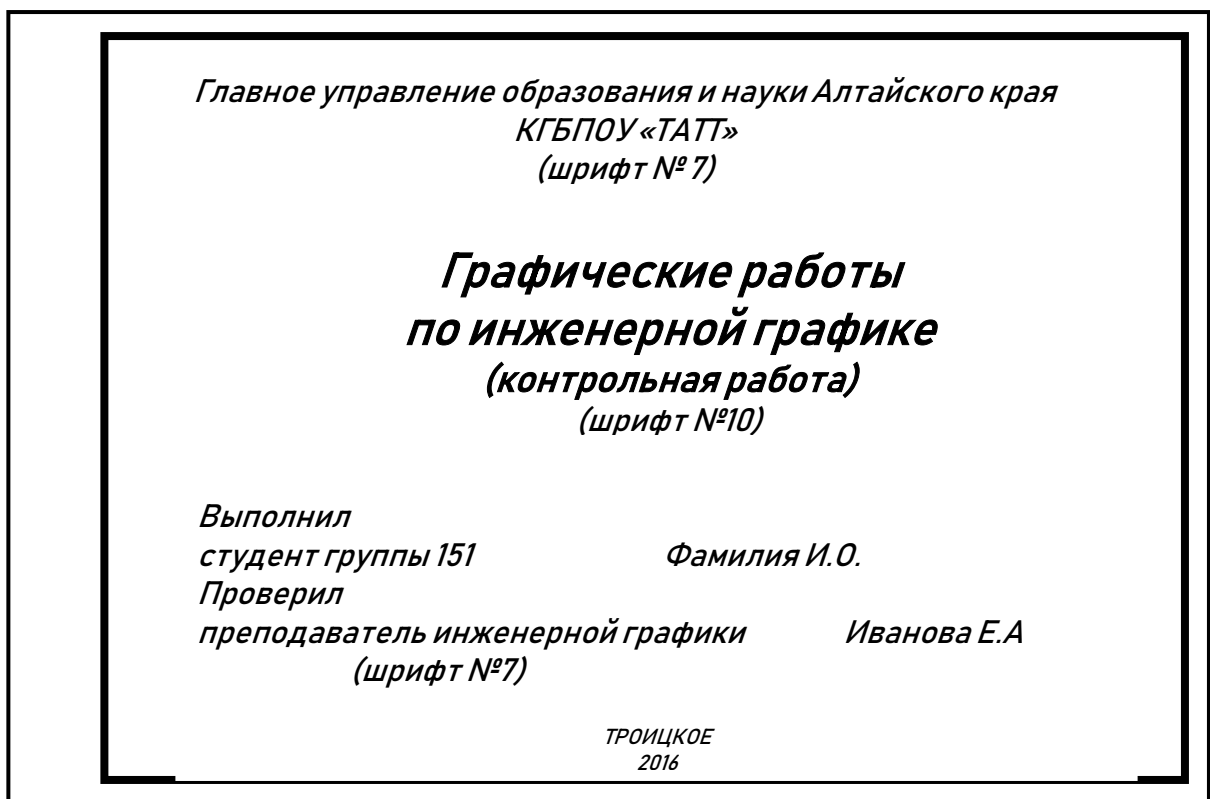 Главное управление образования и науки Алтайского края
КГБПОУ «ТАТТ»
(шрифт № 7)
Графические работы
по инженерной графике
(контрольная работа)
(шрифт №10)
Выполнил
студент группы 151 Фамилия И.О.
Проверил
преподаватель инженерной графики Иванова Е.А
(шрифт №7)
ТРОИЦКОЕ
2016